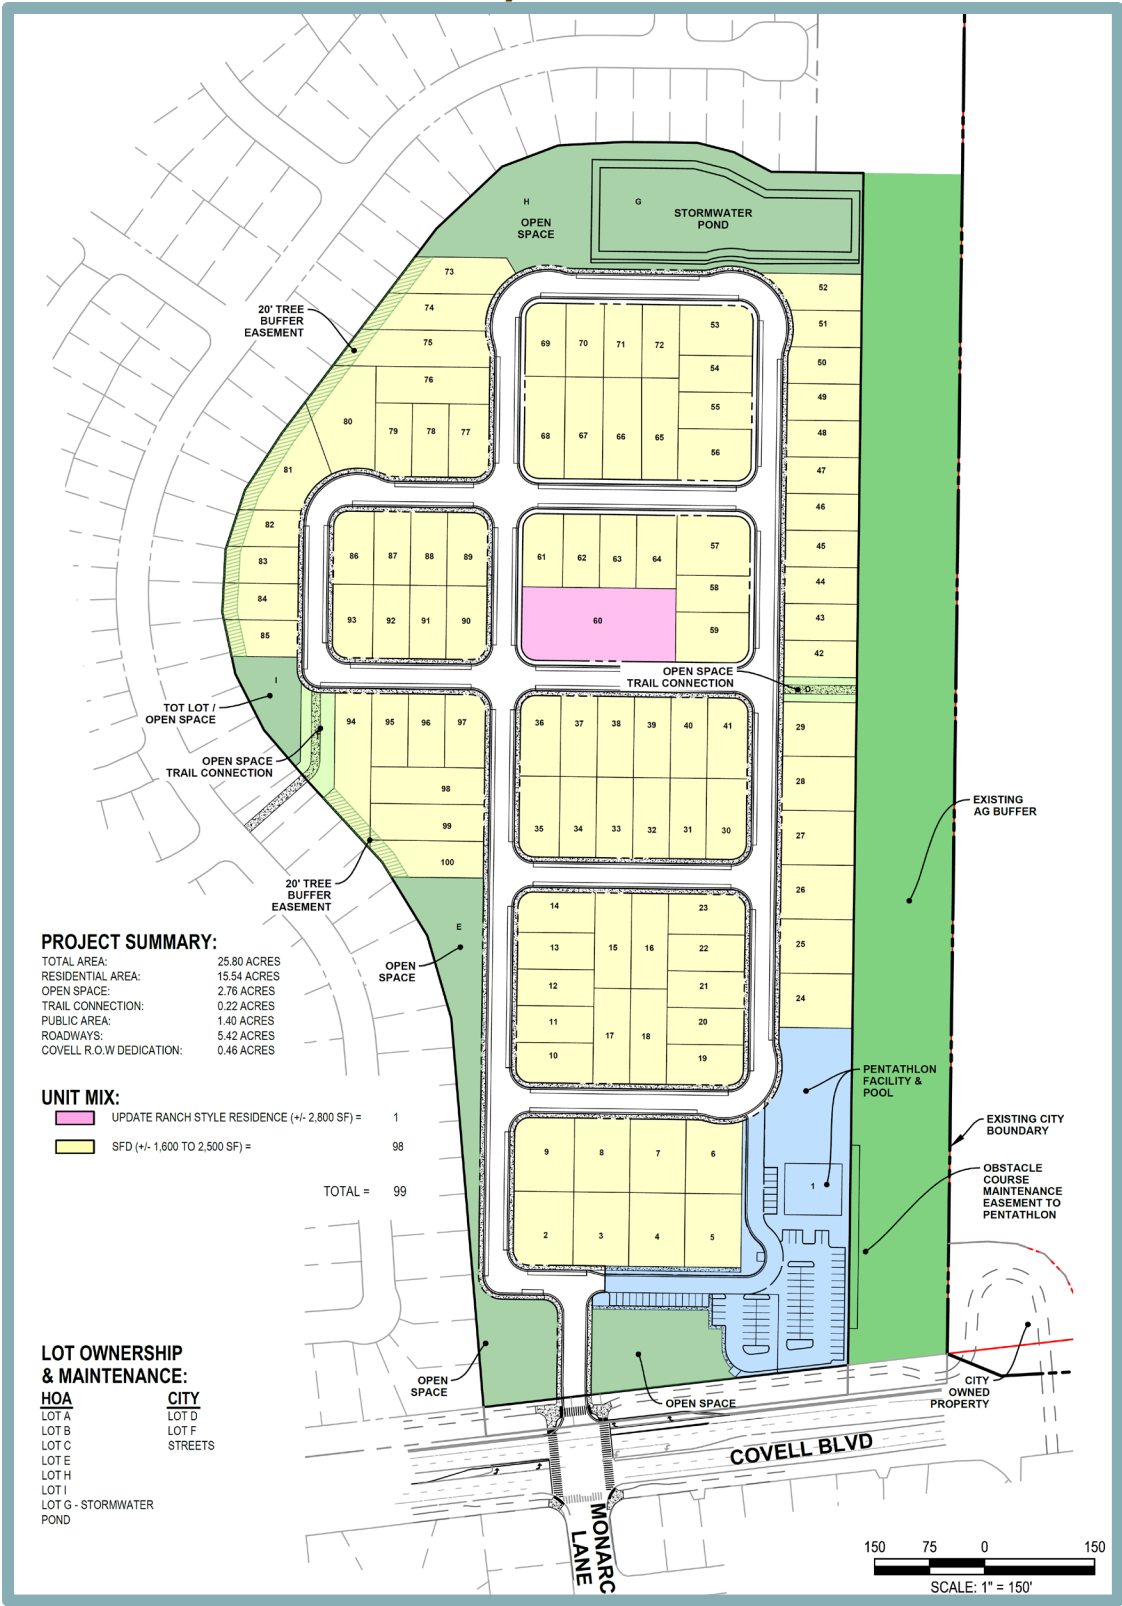 H
OPEN
SPACE
G
STORMWATER
POND
73
74
75
76
77
78
79
80
81
82
83
84
85
20' TREE
BUFFER
EASEMENT
52
51
50
49
48
47
46
45
44
43
42
69
70
71
72
53
54
55
56
68
67
66
65
86
87
88
89
93
92
91
90
61
62
63
64
57
58
59
60
OPEN SPACE
TRAIL CONNECTION
D
I
TOT LOT /
OPEN SPACE
OPEN SPACE
TRAIL CONNECTION
94
95
96
97
98
99
100
20' TREE
BUFFER
EASEMENT
36
37
38
39
40
41
35
34
33
32
31
30
29
28
27
26
25
24
EXISTING
AG BUFFER
E
OPEN
SPACE
14
13
12
11
10
15
16
17
18
23
22
21
20
19
PROJECT SUMMARY:
TOTAL AREA: 25.80 ACRES
RESIDENTIAL AREA: 15.54 ACRES
OPEN SPACE: 2.76 ACRES
TRAIL CONNECTION: 0.22 ACRES
PUBLIC AREA: 1.40 ACRES
ROADWAYS: 5.42 ACRES
COVELL R.O.W DEDICATION: 0.46 ACRES
UNIT MIX:
UPDATE RANCH STYLE RESIDENCE (+/- 2,800 SF) = 1
SFD (+/- 1,600 TO 2,500 SF) = 98
TOTAL = 99
PENTATHLON
FACILITY &
POOL
EXISTING CITY
BOUNDARY
OBSTACLE
COURSE
MAINTENANCE
EASEMENT TO
PENTATHLON
9
8
7
6
2
3
4
5
1
LOT OWNERSHIP
& MAINTENANCE:
HOA CITY
LOT A LOT D
LOT B LOT F
LOT C STREETS
LOT E
LOT H
LOT I
LOT G - STORMWATER
POND
OPEN
SPACE
OPEN SPACE
CITY
OWNED
PROPERTY
COVELL BLVD
MONARC
LANE
150 75 0 150
SCALE: 1" = 150'